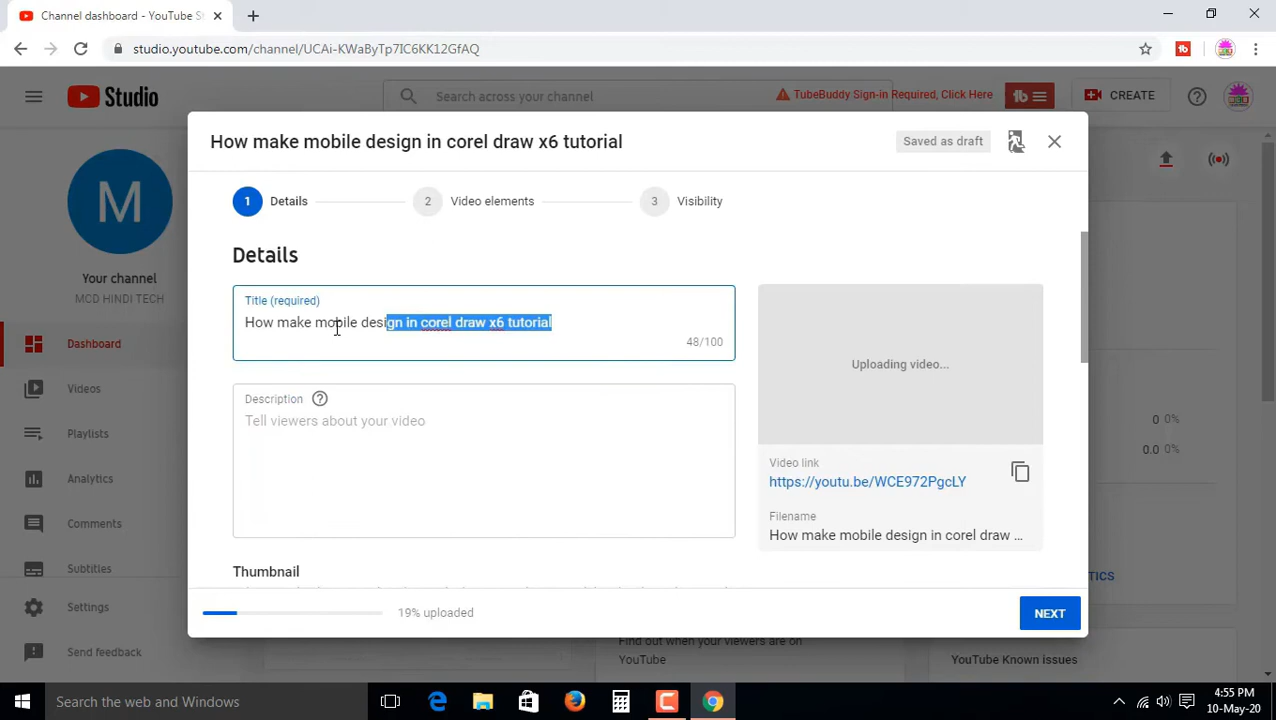 Channel dashboard - YouTube S
studio.youtube.com/channel/UCAi-KWaByTp7IC6KK12GfAQ
Studio
Search across your channel
TubeBuddy Sign-in Required, Click Here
tb
CREATE
How make mobile design in corel draw x6 tutorial
Saved as draft
1 Details
2 Video elements
3 Visibility
M
Your channel
MCD HINDI TECH
Dashboard
Videos
Playlists
Analytics
Comments
Subtitles
Settings
Send feedback
Details
Title (required)
How make mobile design in corel draw x6 tutorial
48/100
Description
Tell viewers about your video
Thumbnail
Uploading video...
Video link
https://youtu.be/WCE972PgcLY
Filename
How make mobile design in corel draw ...
0 0%
0.0 0%
TICS
19% uploaded
NEXT
Find out when your viewers are on
YouTube
YouTube Known issues
Search the web and Windows
4:55 PM
10-May-20